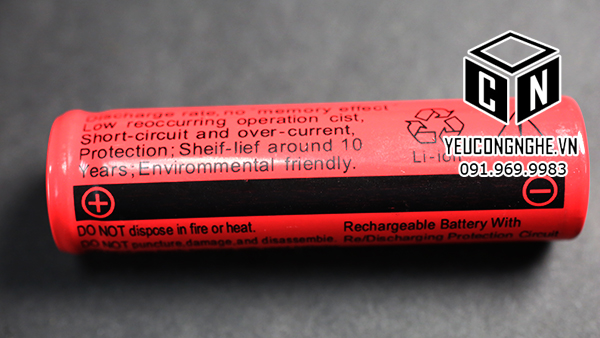 Discharge rate, no memory effect
Low reoccurring operation cist,
Short-circuit and over-current,
Protection; Sheif-lief around 10
Years; Envirommental friendly.
Li-ion
DO NOT dispose in fire or heat.
DO NOT puncture, damage, and disassemble.
Rechargeable Battery With
Re/Discharging Protection Circuit
CN
YEUCONGNGHE.VN
091.969.9983